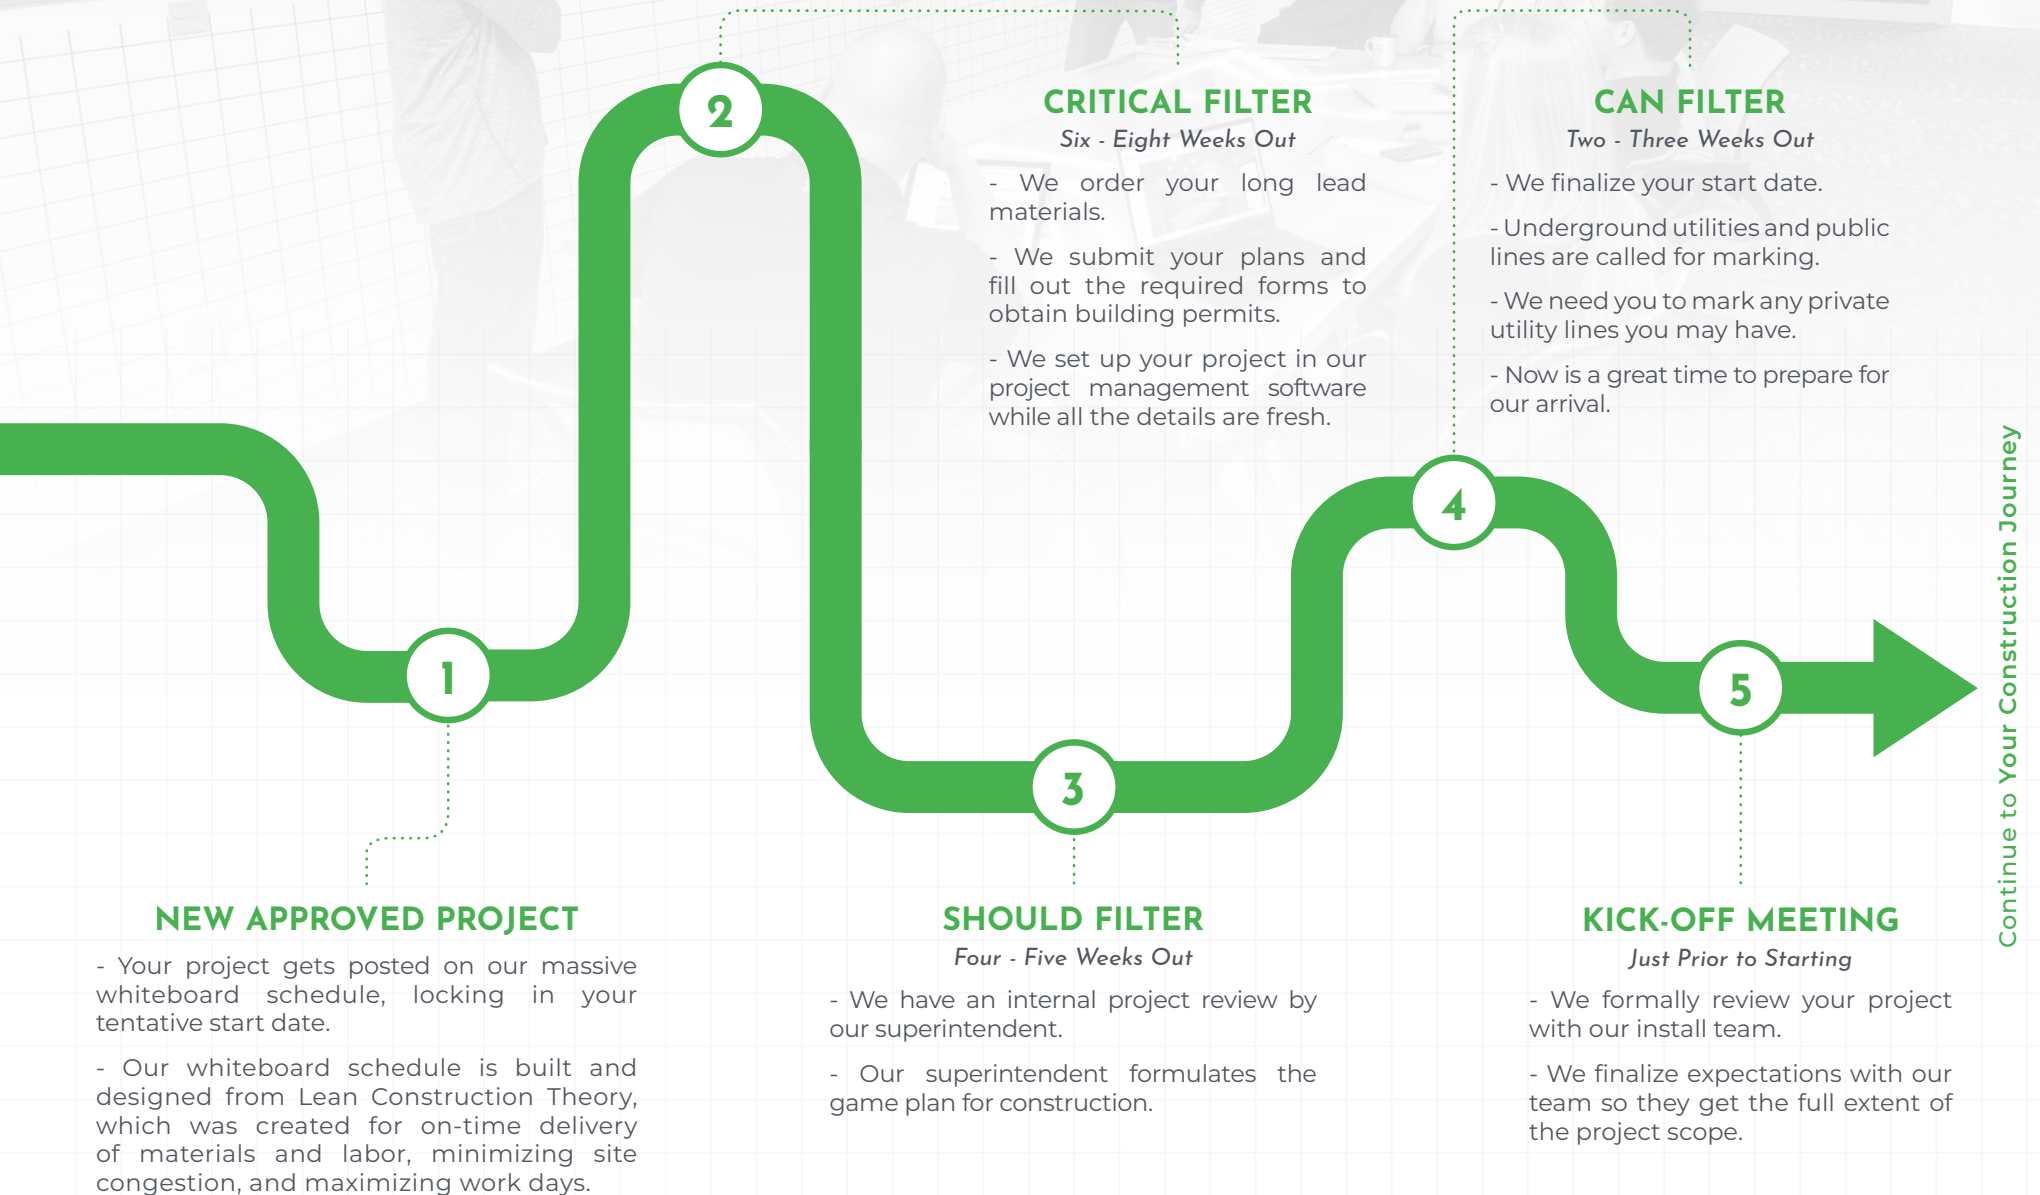 2
CRITICAL FILTER
Six - Eight Weeks Out
- We order your long lead
materials.
- We submit your plans and
fill out the required forms to
obtain building permits.
- We set up your project in our
project management software
while all the details are fresh.
CAN FILTER
Two - Three Weeks Out
- We finalize your start date.
- Underground utilities and public
lines are called for marking.
- We need you to mark any private
utility lines you may have.
- Now is a great time to prepare for
our arrival.
4
1
5
3
Continue to Your Construction Journey
NEW APPROVED PROJECT
- Your project gets posted on our massive
whiteboard schedule, locking in your
tentative start date.
- Our whiteboard schedule is built and
designed from Lean Construction Theory,
which was created for on-time delivery
of materials and labor, minimizing site
congestion, and maximizing work days.
SHOULD FILTER
Four - Five Weeks Out
- We have an internal project review by
our superintendent.
- Our superintendent formulates the
game plan for construction.
KICK-OFF MEETING
Just Prior to Starting
- We formally review your project
with our install team.
- We finalize expectations with our
team so they get the full extent of
the project scope.